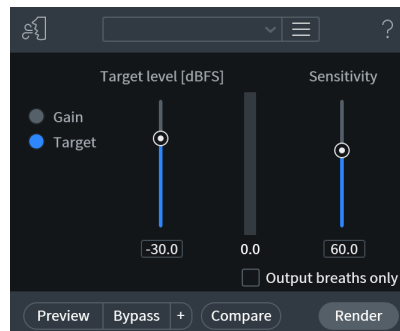 ?
Target level [dBFS] Sensitivity
Gain
Target
-30.0 0.0 60.0
Output breaths only
Preview Bypass + Compare Render